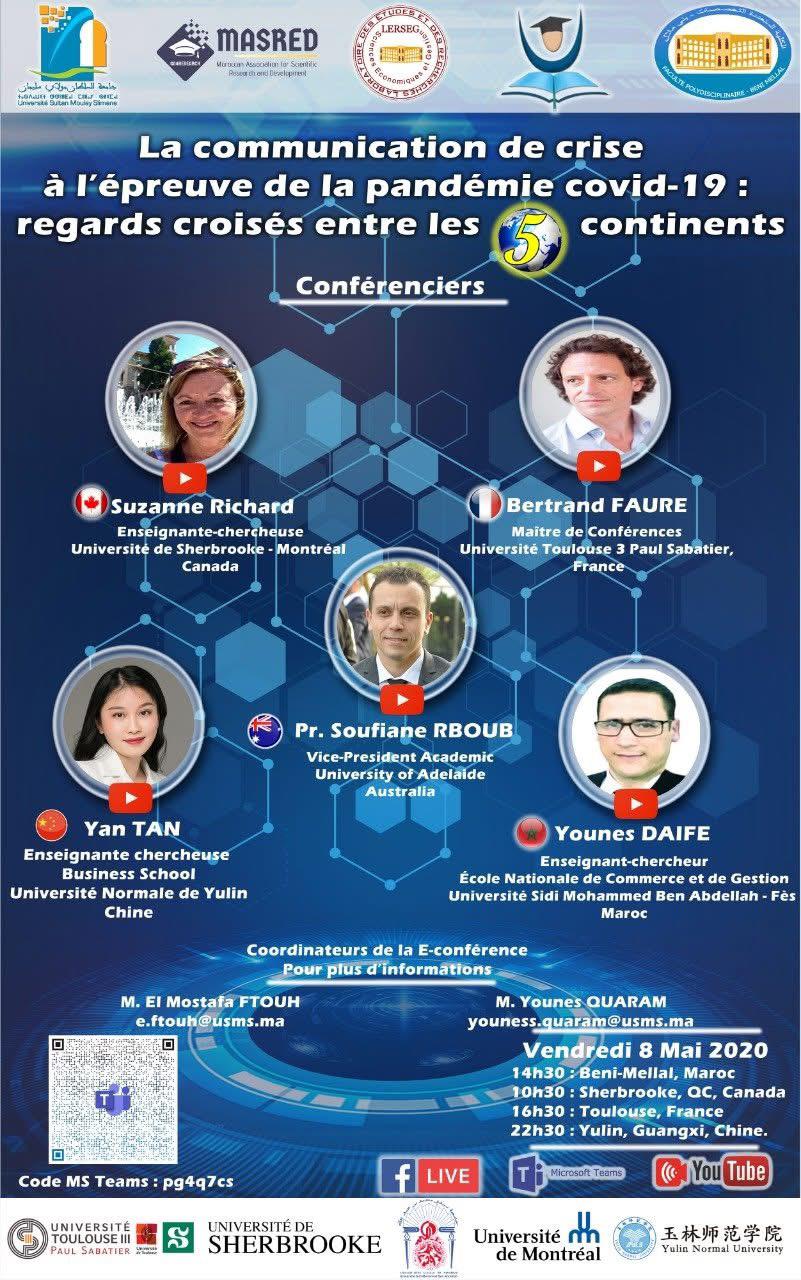 جامعة السلطان مولاي سليمان
Université Sultan Moulay Slimane
MASRED
Moroccan Association for Scientific
Research and Development
LABORATOIRE DES ÉTUDES ET DES RECHERCHES
LERSEG
Sciences Economiques et Gestion
FACULTE POLYDISCIPLINAIRE - BENI MELLAL
La communication de crise
à l'épreuve de la pandémie covid-19 :
regards croisés entre les 5 continents
Conférenciers
Suzanne Richard
Enseignante-chercheuse
Université de Sherbrooke - Montréal
Canada
Bertrand FAURE
Maître de Conférences
Université Toulouse 3 Paul Sabatier,
France
Pr. Soufiane RBOUB
Vice-President Academic
University of Adelaide
Australia
Yan TAN
Enseignante chercheuse
Business School
Université Normale de Yulin
Chine
Younes DAIFE
Enseignant-chercheur
École Nationale de Commerce et de Gestion
Université Sidi Mohammed Ben Abdellah - Fès
Maroc
Coordinateurs de la E-conférence
Pour plus d'informations
M. El Mostafa FTOUH
e.ftouh@usms.ma
M. Younes QUARAM
youness.quaram@usms.ma
Vendredi 8 Mai 2020
14h30 : Beni-Mellal, Maroc
10h30 : Sherbrooke, QC, Canada
16h30 : Toulouse, France
22h30 : Yulin, Guangxi, Chine.
Code MS Teams : pg4q7cs
f LIVE
Microsoft Teams
YouTube
UNIVERSITÉ
TOULOUSE III
PAUL SABATIER
UNIVERSITÉ DE
SHERBROOKE
Université
de Montréal
玉林师范学院
Yulin Normal University